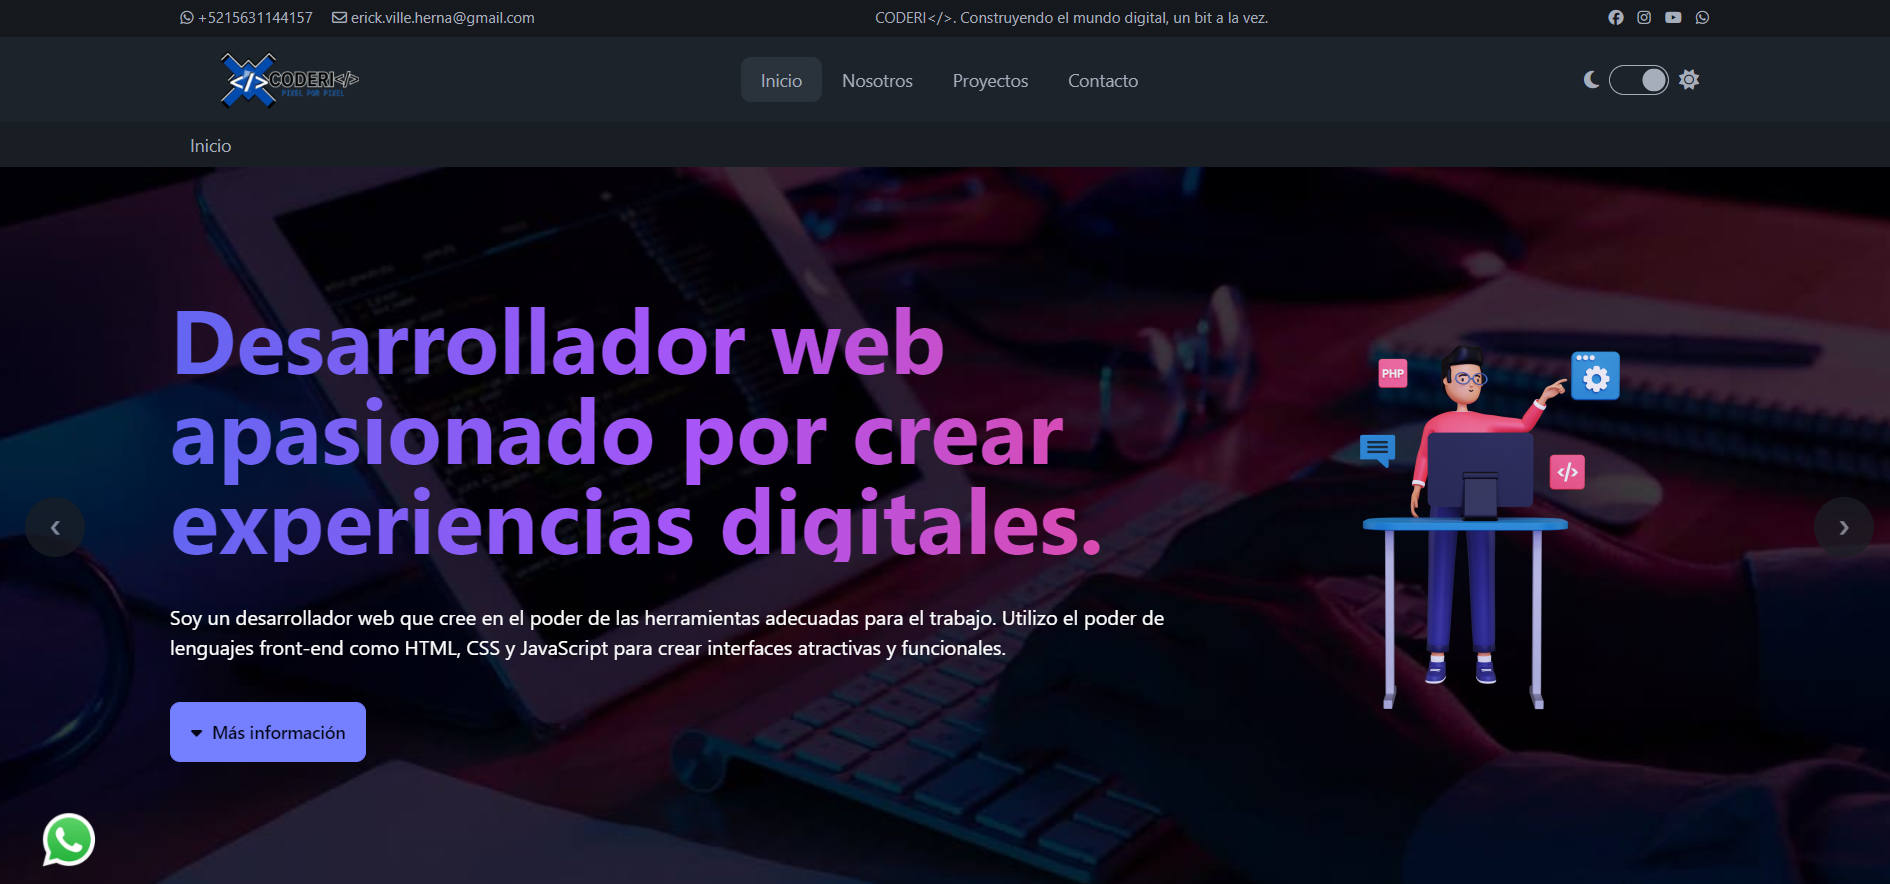 +5215631144157 erick.ville.herna@gmail.com CODERI</>. Construyendo el mundo digital, un bit a la vez.
</>CODERI</>
PIXEL POR PIXEL
Inicio Nosotros Proyectos Contacto
Inicio
Desarrollador web
apasionado por crear
experiencias digitales.
PHP
</>
Soy un desarrollador web que cree en el poder de las herramientas adecuadas para el trabajo. Utilizo el poder de
lenguajes front-end como HTML, CSS y JavaScript para crear interfaces atractivas y funcionales.
Más información